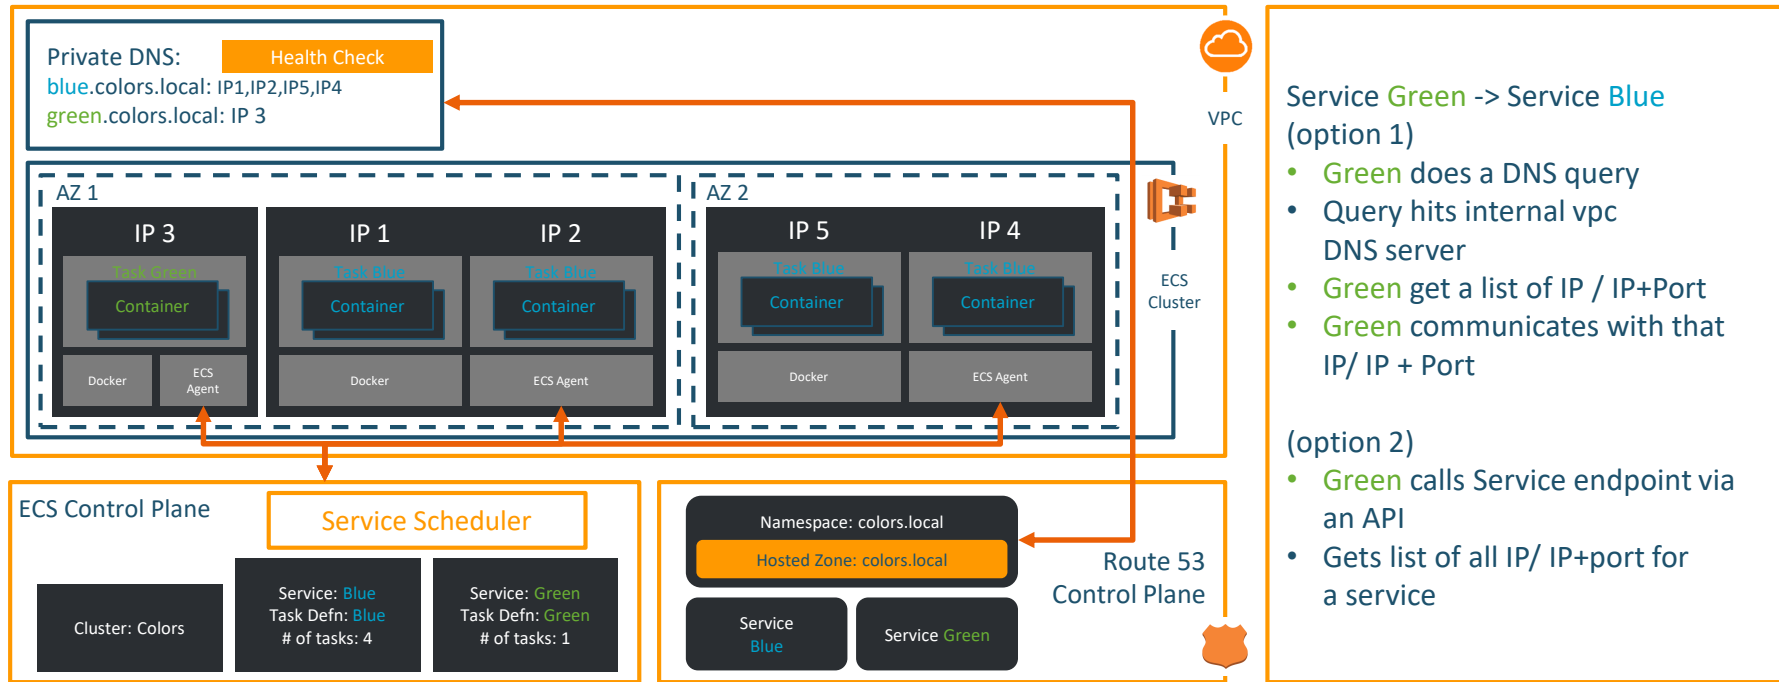 Private DNS:
Health Check
blue.colors.local: IP1,IP2,IP5,IP4
green.colors.local: IP 3
VPC
AZ 1
IP 3
Task Green
Container
Docker
ECS
Agent
IP 1
Task Blue
Container
Docker
IP 2
Task Blue
Container
ECS Agent
AZ 2
IP 5
Task Blue
Container
Docker
IP 4
Task Blue
Container
ECS Agent
ECS
Cluster
ECS Control Plane
Service Scheduler
Cluster: Colors
Service: Blue
Task Defn: Blue
# of tasks: 4
Service: Green
Task Defn: Green
# of tasks: 1
Namespace: colors.local
Hosted Zone: colors.local
Service
Blue
Service Green
Route 53
Control Plane
Service Green -> Service Blue
(option 1)
• Green does a DNS query
• Query hits internal vpc
DNS server
• Green get a list of IP / IP+Port
• Green communicates with that
IP/ IP + Port
(option 2)
• Green calls Service endpoint via
an API
• Gets list of all IP/ IP+port for
a service